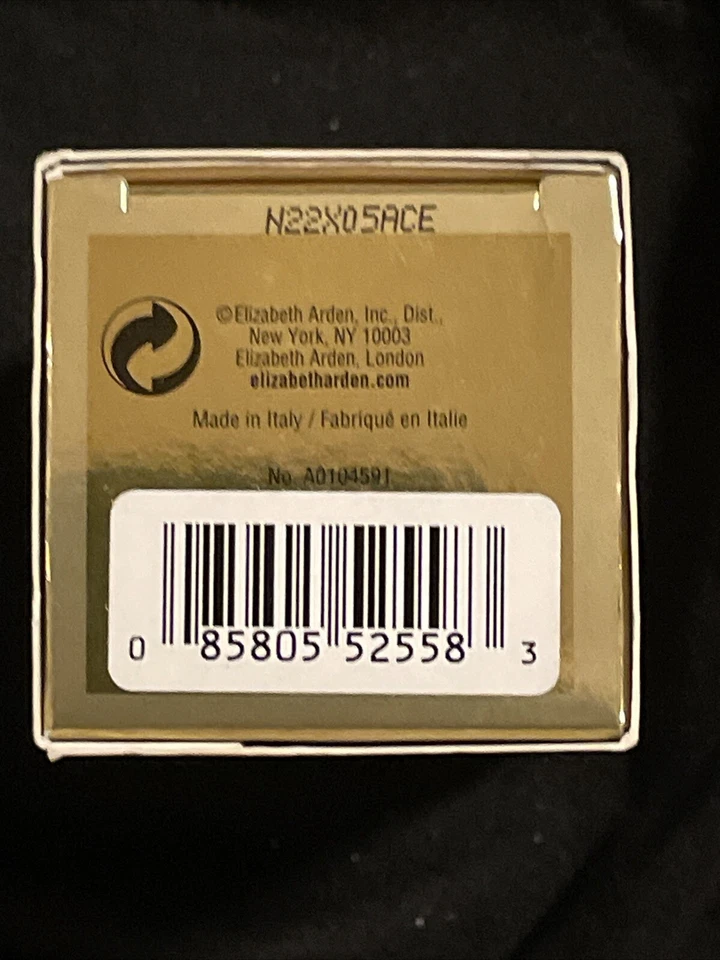 N22X05ACE
©Elizabeth Arden, Inc., Dist.,
New York, NY 10003
Elizabeth Arden, London
elizabetharden.com
Made in Italy / Fabriqué en Italie
No. A0104591
0 85805 52558 3